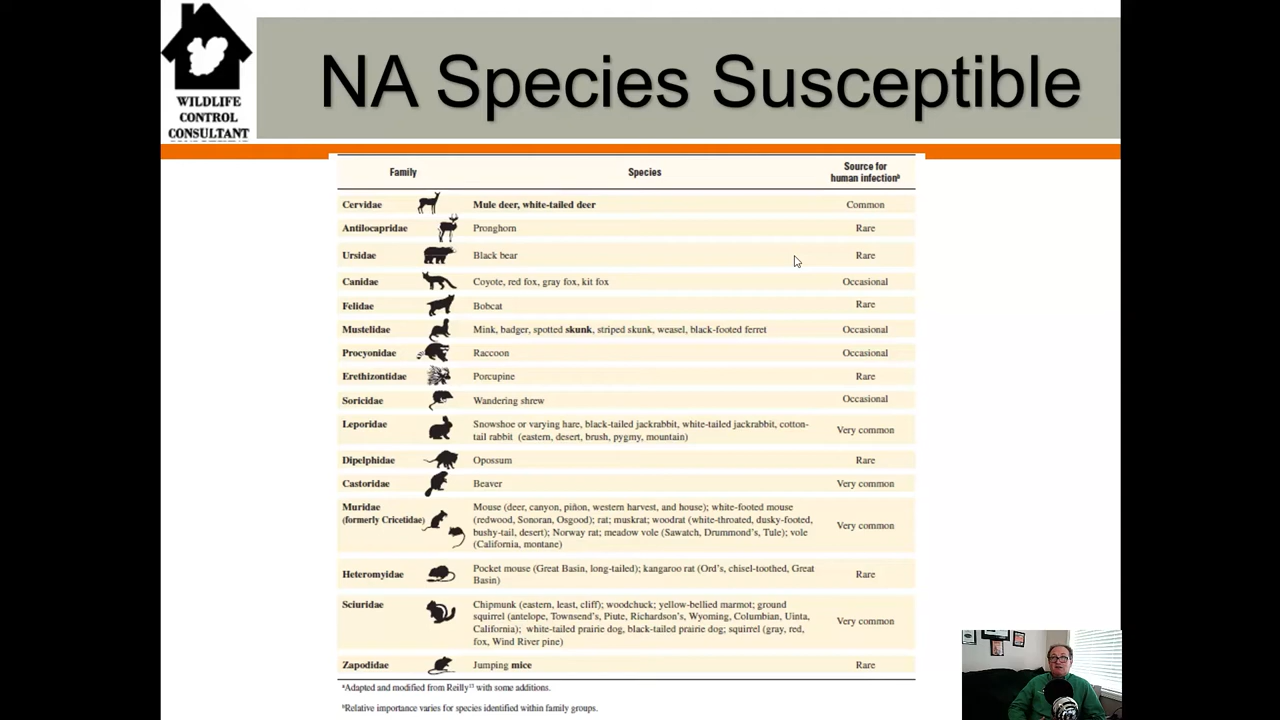 NA Species Susceptible
WILDLIFE
CONTROL
CONSULTANT
Family Species Source for
human infectionᵇ
Cervidae Mule deer, white-tailed deer Common
Antilocapridae Pronghorn Rare
Ursidae Black bear Rare
Canidae Coyote, red fox, gray fox, kit fox Occasional
Felidae Bobcat Rare
Mustelidae Mink, badger, spotted skunk, striped skunk, weasel, black-footed ferret Occasional
Procyonidae Raccoon Occasional
Erethizontidae Porcupine Rare
Soricidae Wandering shrew Occasional
Leporidae Snowshoe or varying hare, black-tailed jackrabbit, white-tailed jackrabbit, cotton-
tail rabbit (eastern, desert, brush, pygmy, mountain) Very common
Dipelphidae Opossum Rare
Castoridae Beaver Very common
Muridae Mouse (deer, canyon, piñon, western harvest, and house); white-footed mouse
(formerly Cricetidae) (redwood, Sonoran, Osgood); rat; muskrat; woodrat (white-throated, dusky-footed, Very common
bushy-tail, desert); Norway rat; meadow vole (Sawatch, Drummond's, Tule); vole
(California, montane)
Heteromyidae Pocket mouse (Great Basin, long-tailed); kangaroo rat (Ord's, chisel-toothed, Great Rare
Basin)
Sciuridae Chipmunk (eastern, least, cliff); woodchuck; yellow-bellied marmot; ground
squirrel (antelope, Townsend's, Piute, Richardson's, Wyoming, Columbian, Uinta, Very common
California); white-tailed prairie dog, black-tailed prairie dog; squirrel (gray, red,
fox, Wind River pine)
Zapodidae Jumping mice Rare
ᵃAdapted and modified from Reilly¹³ with some additions.
ᵇRelative importance varies for species identified within family groups.